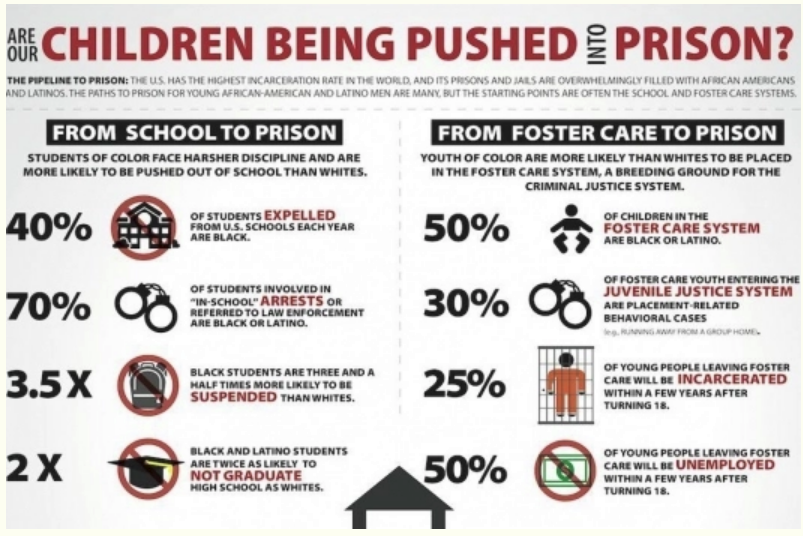 ARE OUR CHILDREN BEING PUSHED INTO PRISON?
THE PIPELINE TO PRISON: THE U.S. HAS THE HIGHEST INCARCERATION RATE IN THE WORLD, AND ITS PRISONS AND JAILS ARE OVERWHELMINGLY FILLED WITH AFRICAN AMERICANS
AND LATINOS. THE PATHS TO PRISON FOR YOUNG AFRICAN-AMERICAN AND LATINO MEN ARE MANY, BUT THE STARTING POINTS ARE OFTEN THE SCHOOL AND FOSTER CARE SYSTEMS.
FROM SCHOOL TO PRISON
STUDENTS OF COLOR FACE HARSHER DISCIPLINE AND ARE
MORE LIKELY TO BE PUSHED OUT OF SCHOOL THAN WHITES.
40%
OF STUDENTS EXPELLED
FROM U.S. SCHOOLS EACH YEAR
ARE BLACK.
70%
OF STUDENTS INVOLVED IN
"IN-SCHOOL" ARRESTS OR
REFERRED TO LAW ENFORCEMENT
ARE BLACK OR LATINO.
3.5 X
BLACK STUDENTS ARE THREE AND A
HALF TIMES MORE LIKELY TO BE
SUSPENDED THAN WHITES.
2 X
BLACK AND LATINO STUDENTS
ARE TWICE AS LIKELY TO
NOT GRADUATE
HIGH SCHOOL AS WHITES.
FROM FOSTER CARE TO PRISON
YOUTH OF COLOR ARE MORE LIKELY THAN WHITES TO BE PLACED
IN THE FOSTER CARE SYSTEM, A BREEDING GROUND FOR THE
CRIMINAL JUSTICE SYSTEM.
50%
OF CHILDREN IN THE
FOSTER CARE SYSTEM
ARE BLACK OR LATINO.
30%
OF FOSTER CARE YOUTH ENTERING THE
JUVENILE JUSTICE SYSTEM
ARE PLACEMENT-RELATED
BEHAVIORAL CASES
(e.g., RUNNING AWAY FROM A GROUP HOME).
25%
OF YOUNG PEOPLE LEAVING FOSTER
CARE WILL BE INCARCERATED
WITHIN A FEW YEARS AFTER
TURNING 18.
50%
OF YOUNG PEOPLE LEAVING FOSTER
CARE WILL BE UNEMPLOYED
WITHIN A FEW YEARS AFTER
TURNING 18.